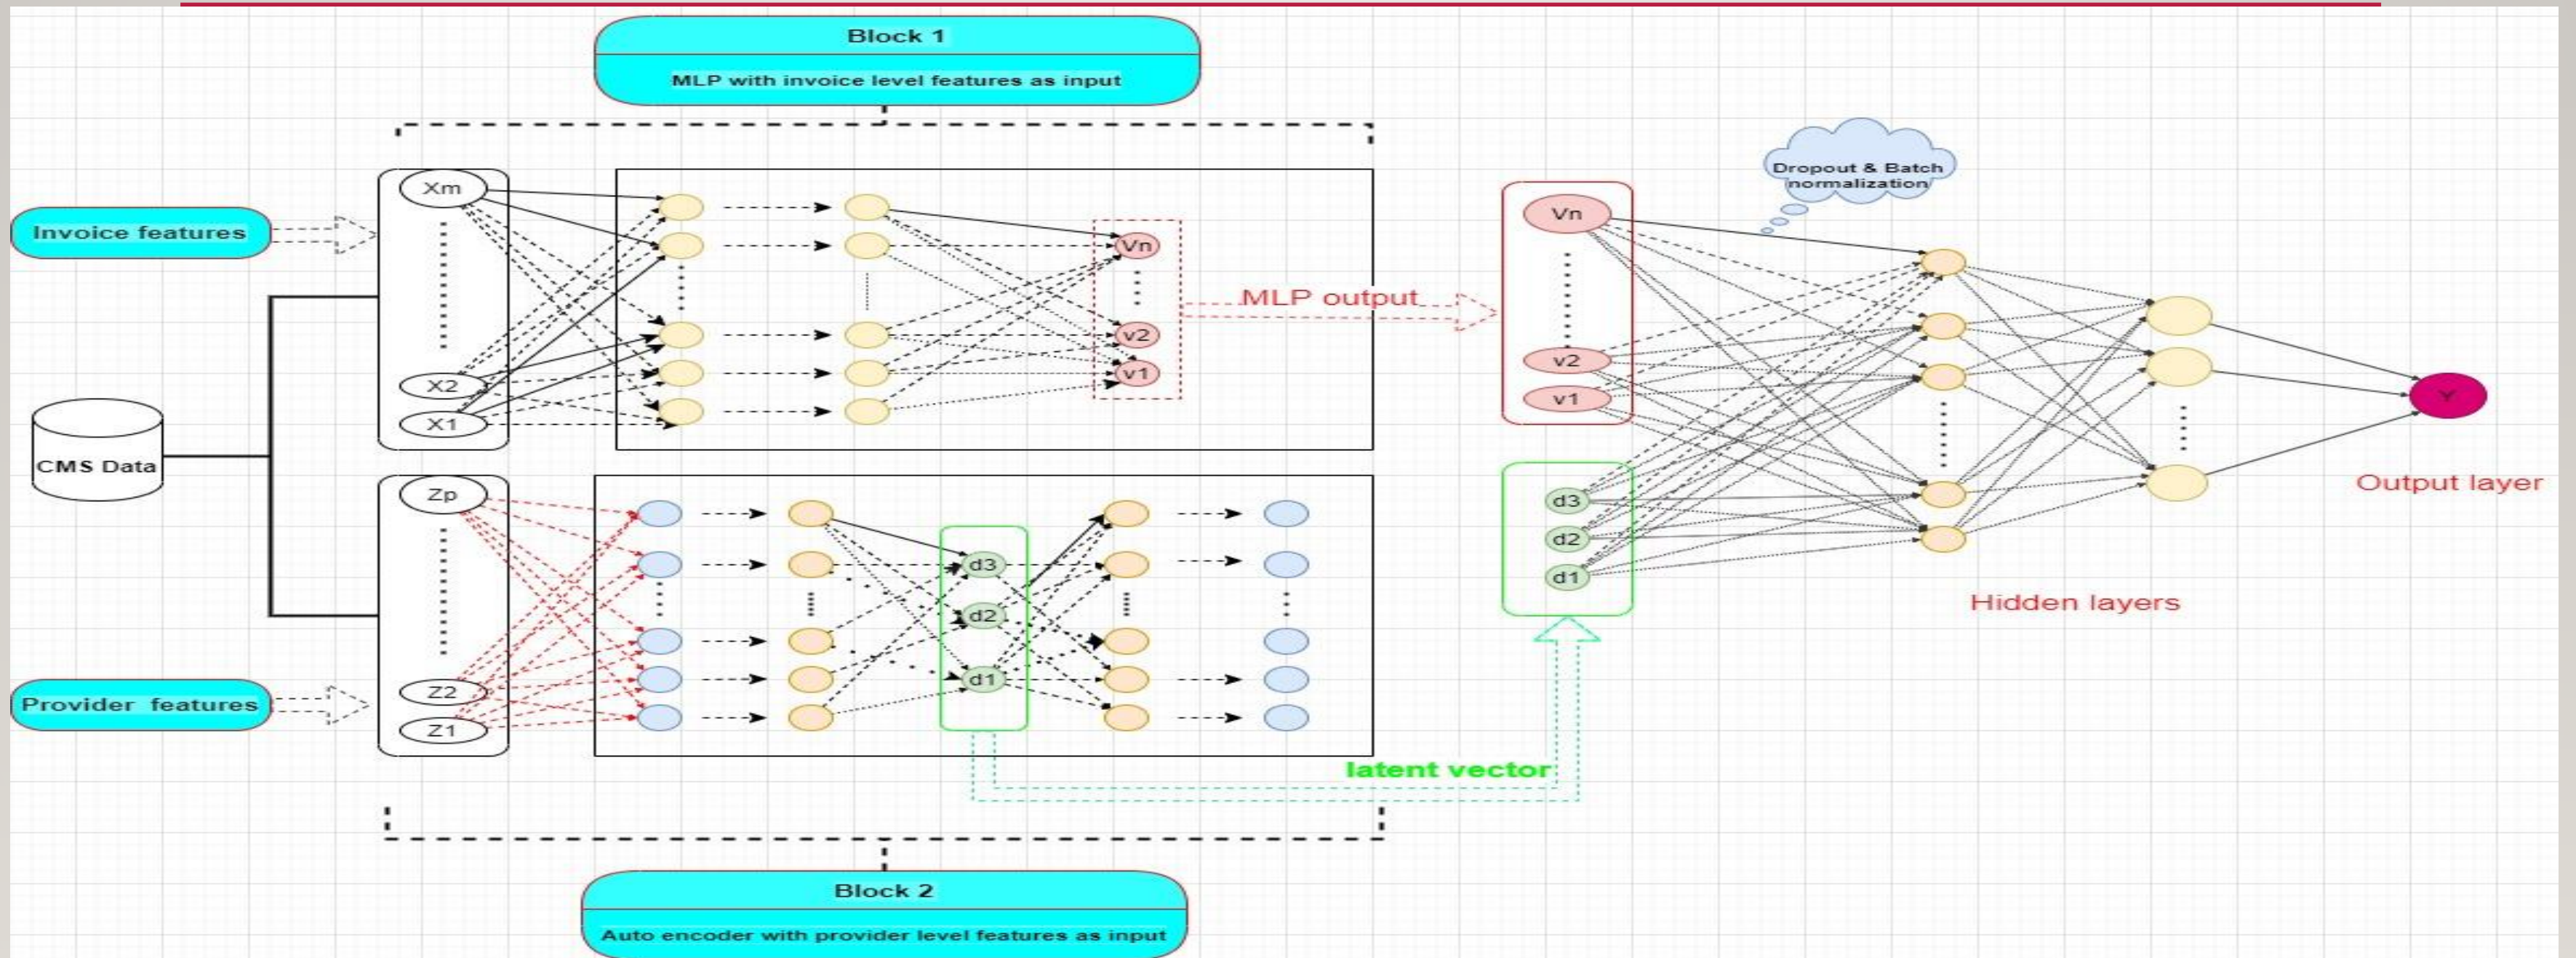 Block 1
MLP with invoice level features as input
Invoice features
Xm
X2
X1
Vn
v2
v1
MLP output
Vn
v2
v1
Dropout & Batch
normalization
CMS Data
Zp
Z2
Z1
Provider features
d3
d2
d1
d3
d2
d1
latent vector
Hidden layers
Y
Output layer
Block 2
Auto encoder with provider level features as input